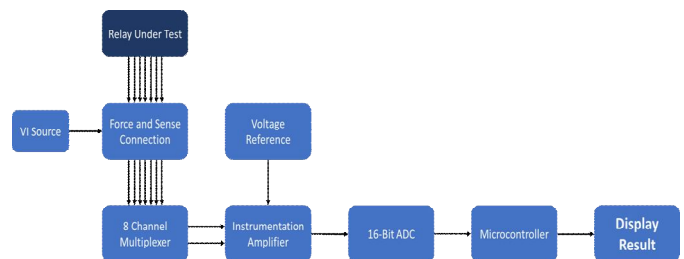 Relay Under Test
VI Source
Force and Sense
Connection
Voltage
Reference
8 Channel
Multiplexer
Instrumentation
Amplifier
16-Bit ADC
Microcontroller
Display
Result